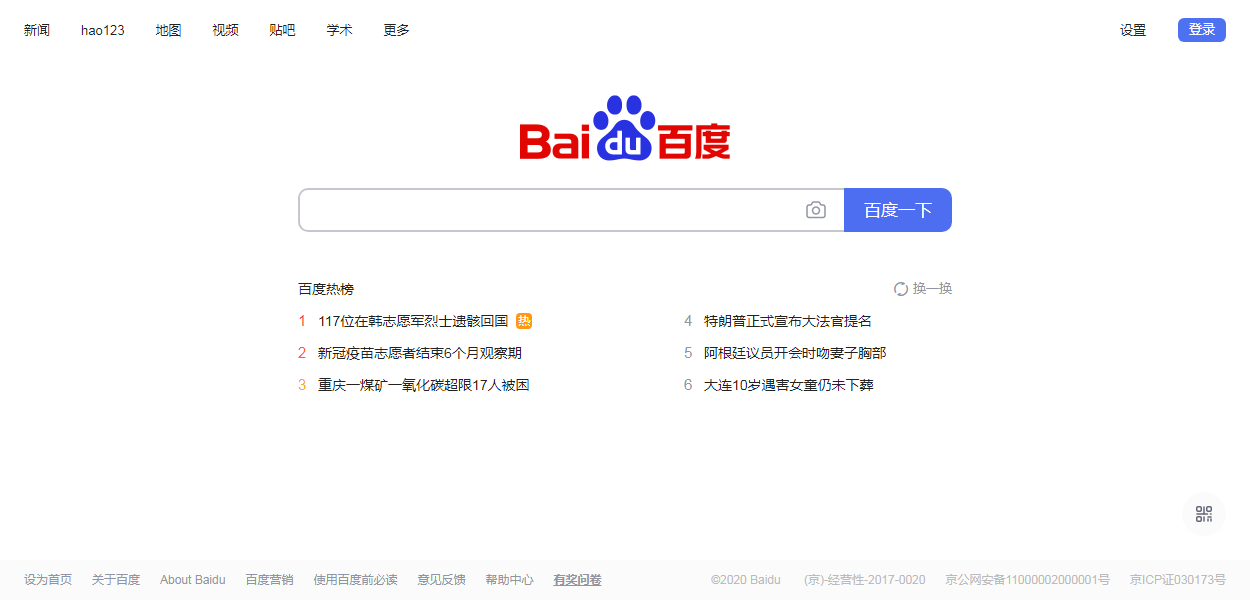 新闻 hao123 地图 视频 贴吧 学术 更多 设置 登录
Baidu百度
百度一下
百度热榜 换一换
1 117位在韩志愿军烈士遗骸回国 热
2 新冠疫苗志愿者结束6个月观察期
3 重庆一煤矿一氧化碳超限17人被困
4 特朗普正式宣布大法官提名
5 阿根廷议员开会时吻妻子胸部
6 大连10岁遇害女童仍未下葬
设为首页 关于百度 About Baidu 百度营销 使用百度前必读 意见反馈 帮助中心 有奖问卷 ©2020 Baidu (京)-经营性-2017-0020 京公网安备11000002000001号 京ICP证030173号